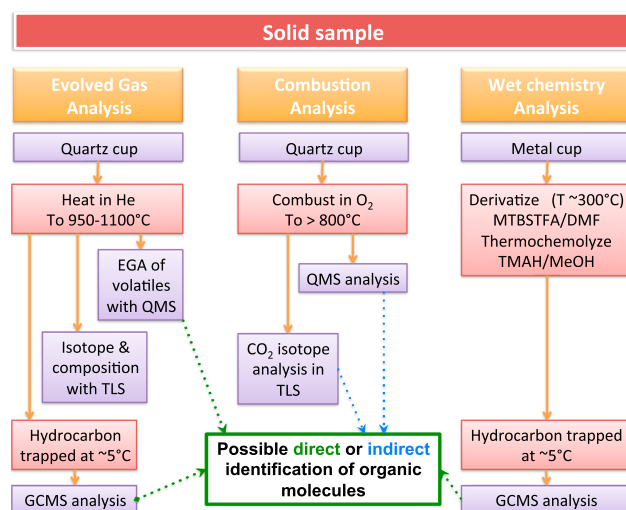 Solid sample
Evolved Gas
Analysis
Quartz cup
Heat in He
To 950-1100°C
EGA of
volatiles
with QMS
Isotope &
composition
with TLS
Hydrocarbon
trapped at ~5°C
GCMS analysis
Combustion
Analysis
Quartz cup
Combust in O₂
To > 800°C
QMS analysis
CO₂ isotope
analysis in
TLS
Possible direct or indirect
identification of organic
molecules
Wet chemistry
Analysis
Metal cup
Derivatize (T ~300°C)
MTBSTFA/DMF
Thermochemolyze
TMAH/MeOH
Hydrocarbon trapped
at ~5°C
GCMS analysis